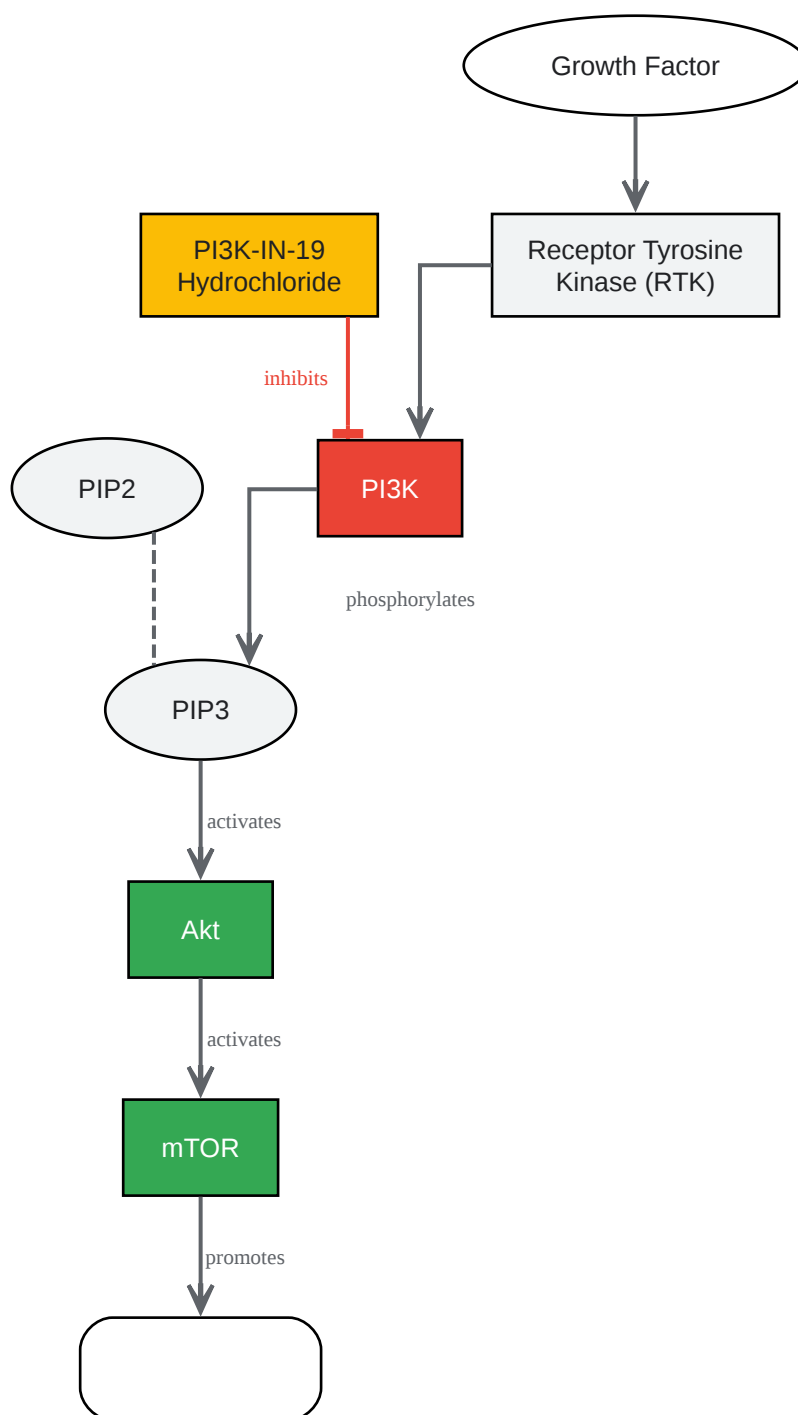 Growth Factor
PI3K-IN-19
Hydrochloride
Receptor Tyrosine
Kinase (RTK)
inhibits
PIP2
PI3K
phosphorylates
PIP3
activates
Akt
activates
mTOR
promotes